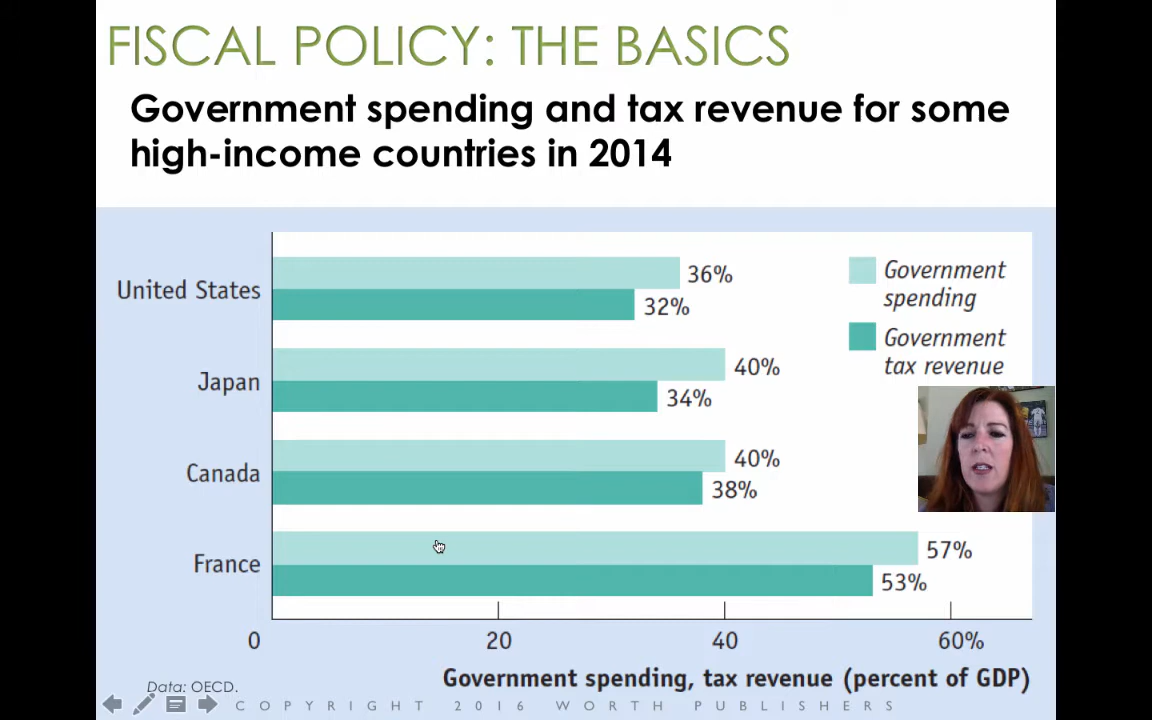 FISCAL POLICY: THE BASICS
Government spending and tax revenue for some
high-income countries in 2014
United States
36%
32%
Japan
40%
34%
Canada
40%
38%
France
57%
53%
Government
spending
Government
tax revenue
0
20
40
60%
Government spending, tax revenue (percent of GDP)
Data: OECD.
COPYRIGHT 2016 WORTH PUBLISHERS